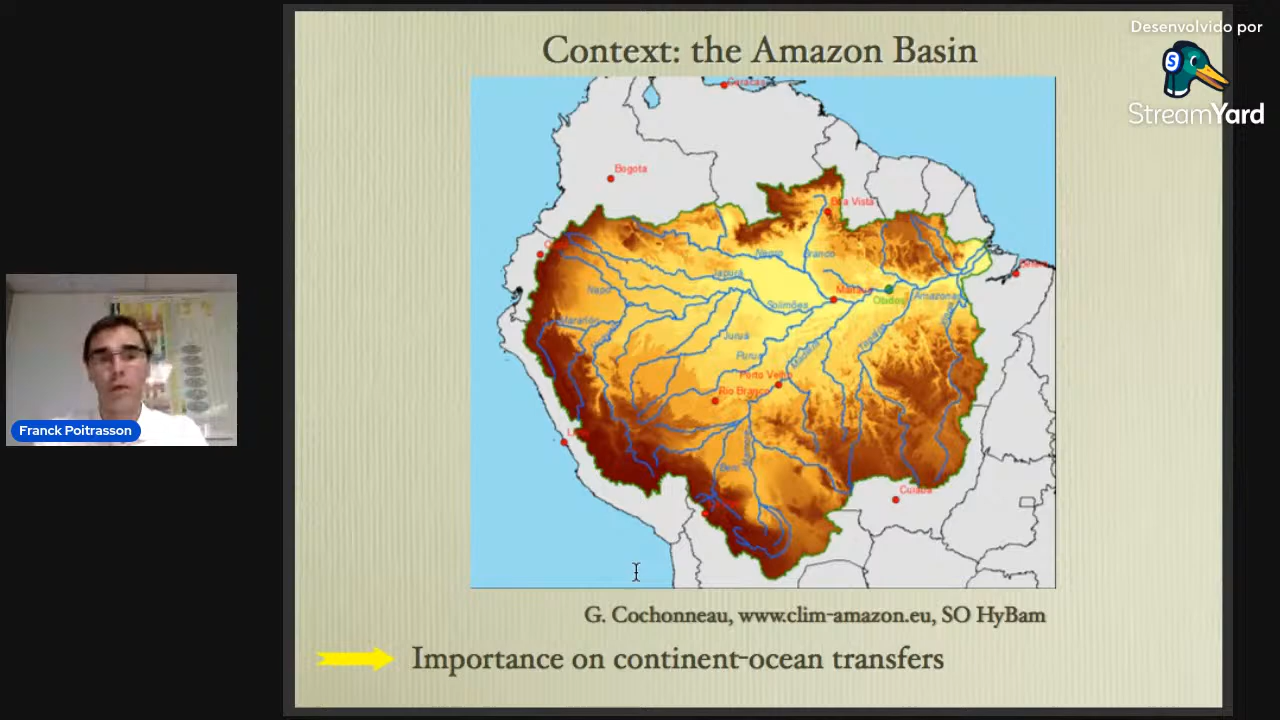 Context: the Amazon Basin
Desenvolvido por
StreamYard
Caracas
Bogota
Boa Vista
Negro
Branco
Japurá
Napo
Manaus
Óbidos
Amazonas
Solimões
Marañón
Juruá
Purus
Madeira
Tapajós
Porto Velho
Rio Branco
Beni
Cuiaba
Franck Poitrasson
G. Cochonneau, www.clim-amazon.eu, SO HyBam
Importance on continent-ocean transfers